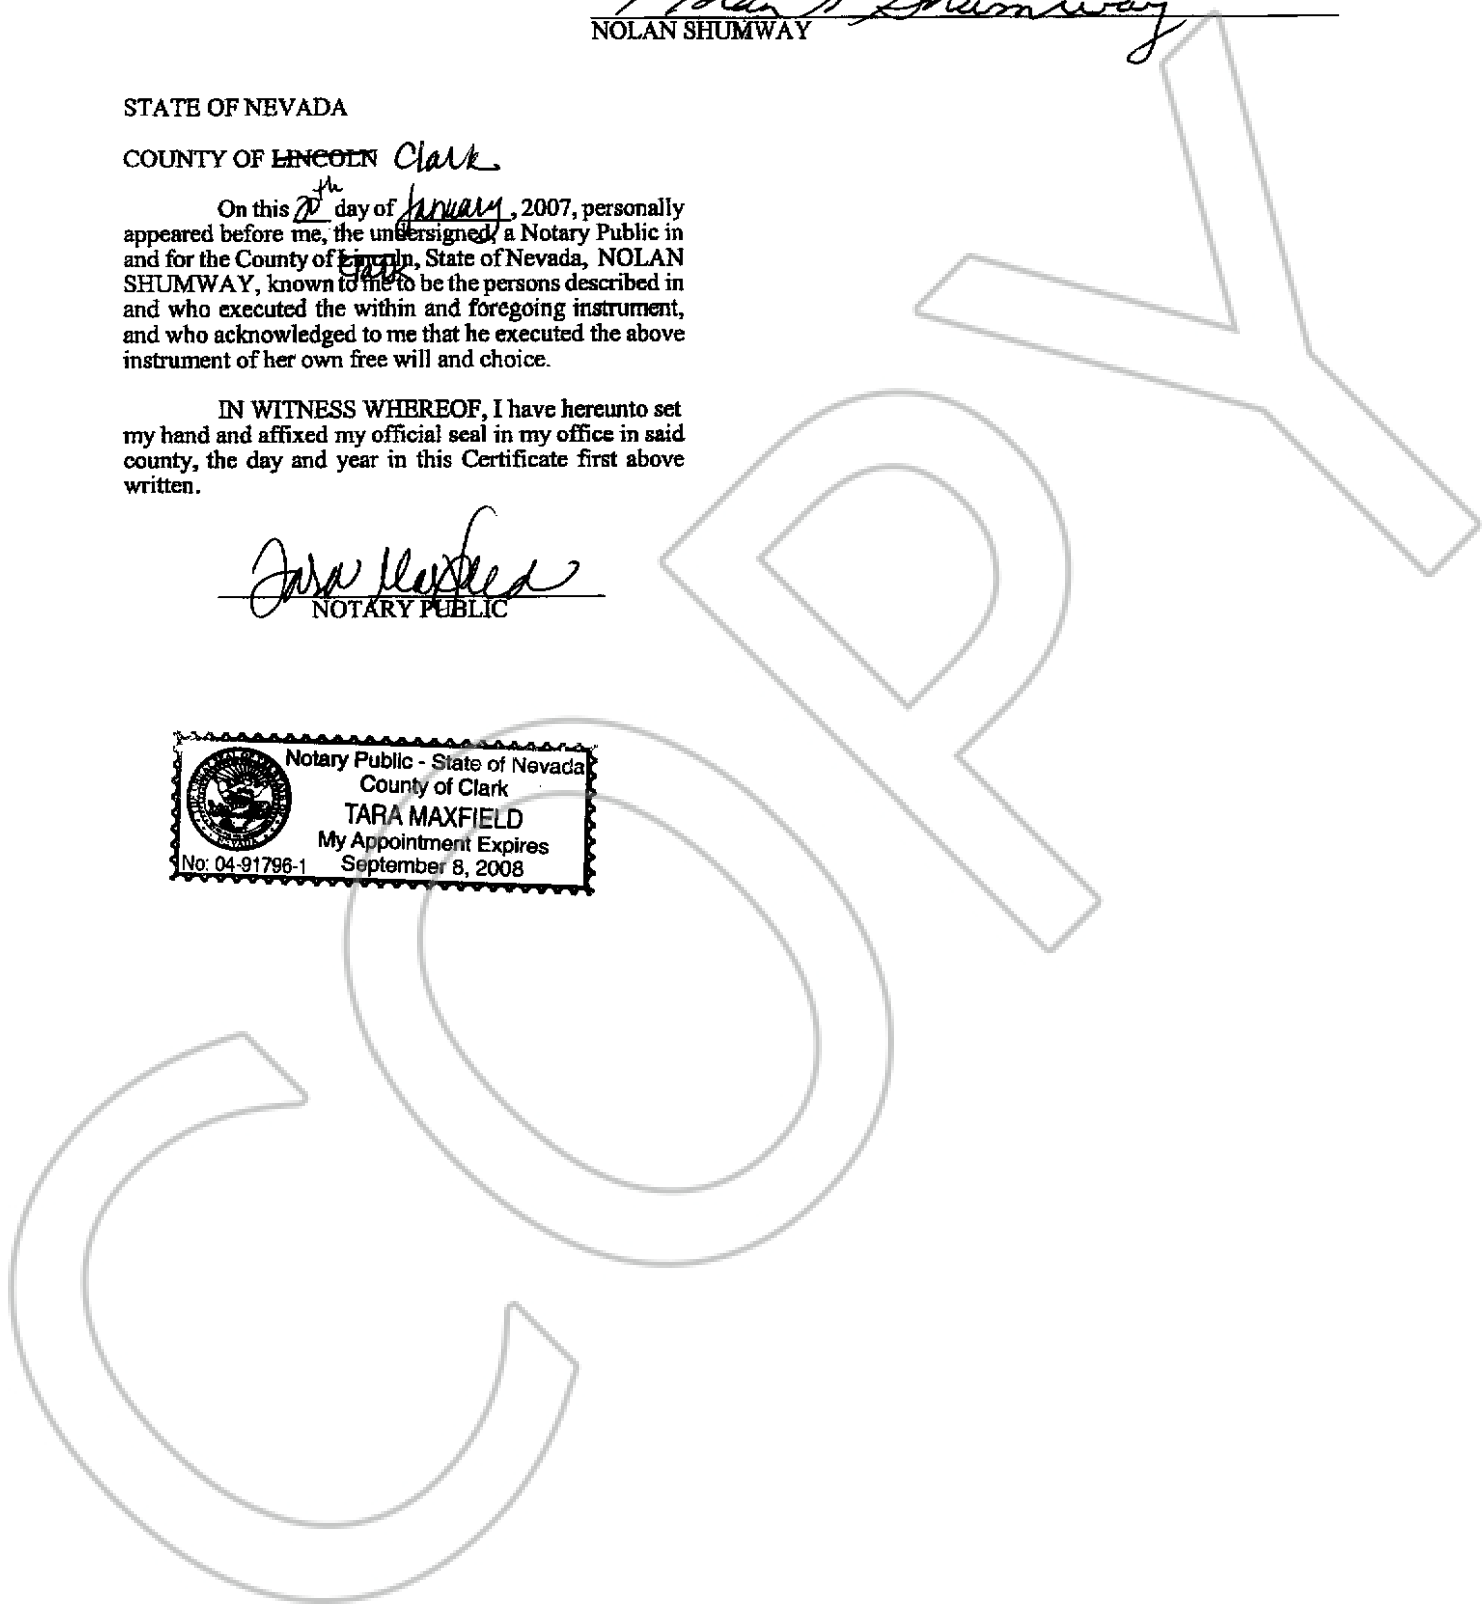 Nolan S Shumway
NOLAN SHUMWAY
STATE OF NEVADA
COUNTY OF LINCOLN Clark
On this 20th day of January, 2007, personally
appeared before me, the undersigned, a Notary Public in
and for the County of Lincoln, State of Nevada, NOLAN
Clark
SHUMWAY, known to me to be the persons described in
and who executed the within and foregoing instrument,
and who acknowledged to me that he executed the above
instrument of her own free will and choice.
IN WITNESS WHEREOF, I have hereunto set
my hand and affixed my official seal in my office in said
county, the day and year in this Certificate first above
written.
Tara Maxfield
NOTARY PUBLIC
Notary Public - State of Nevada
County of Clark
TARA MAXFIELD
My Appointment Expires
No: 04-91796-1 September 8, 2008
COPY